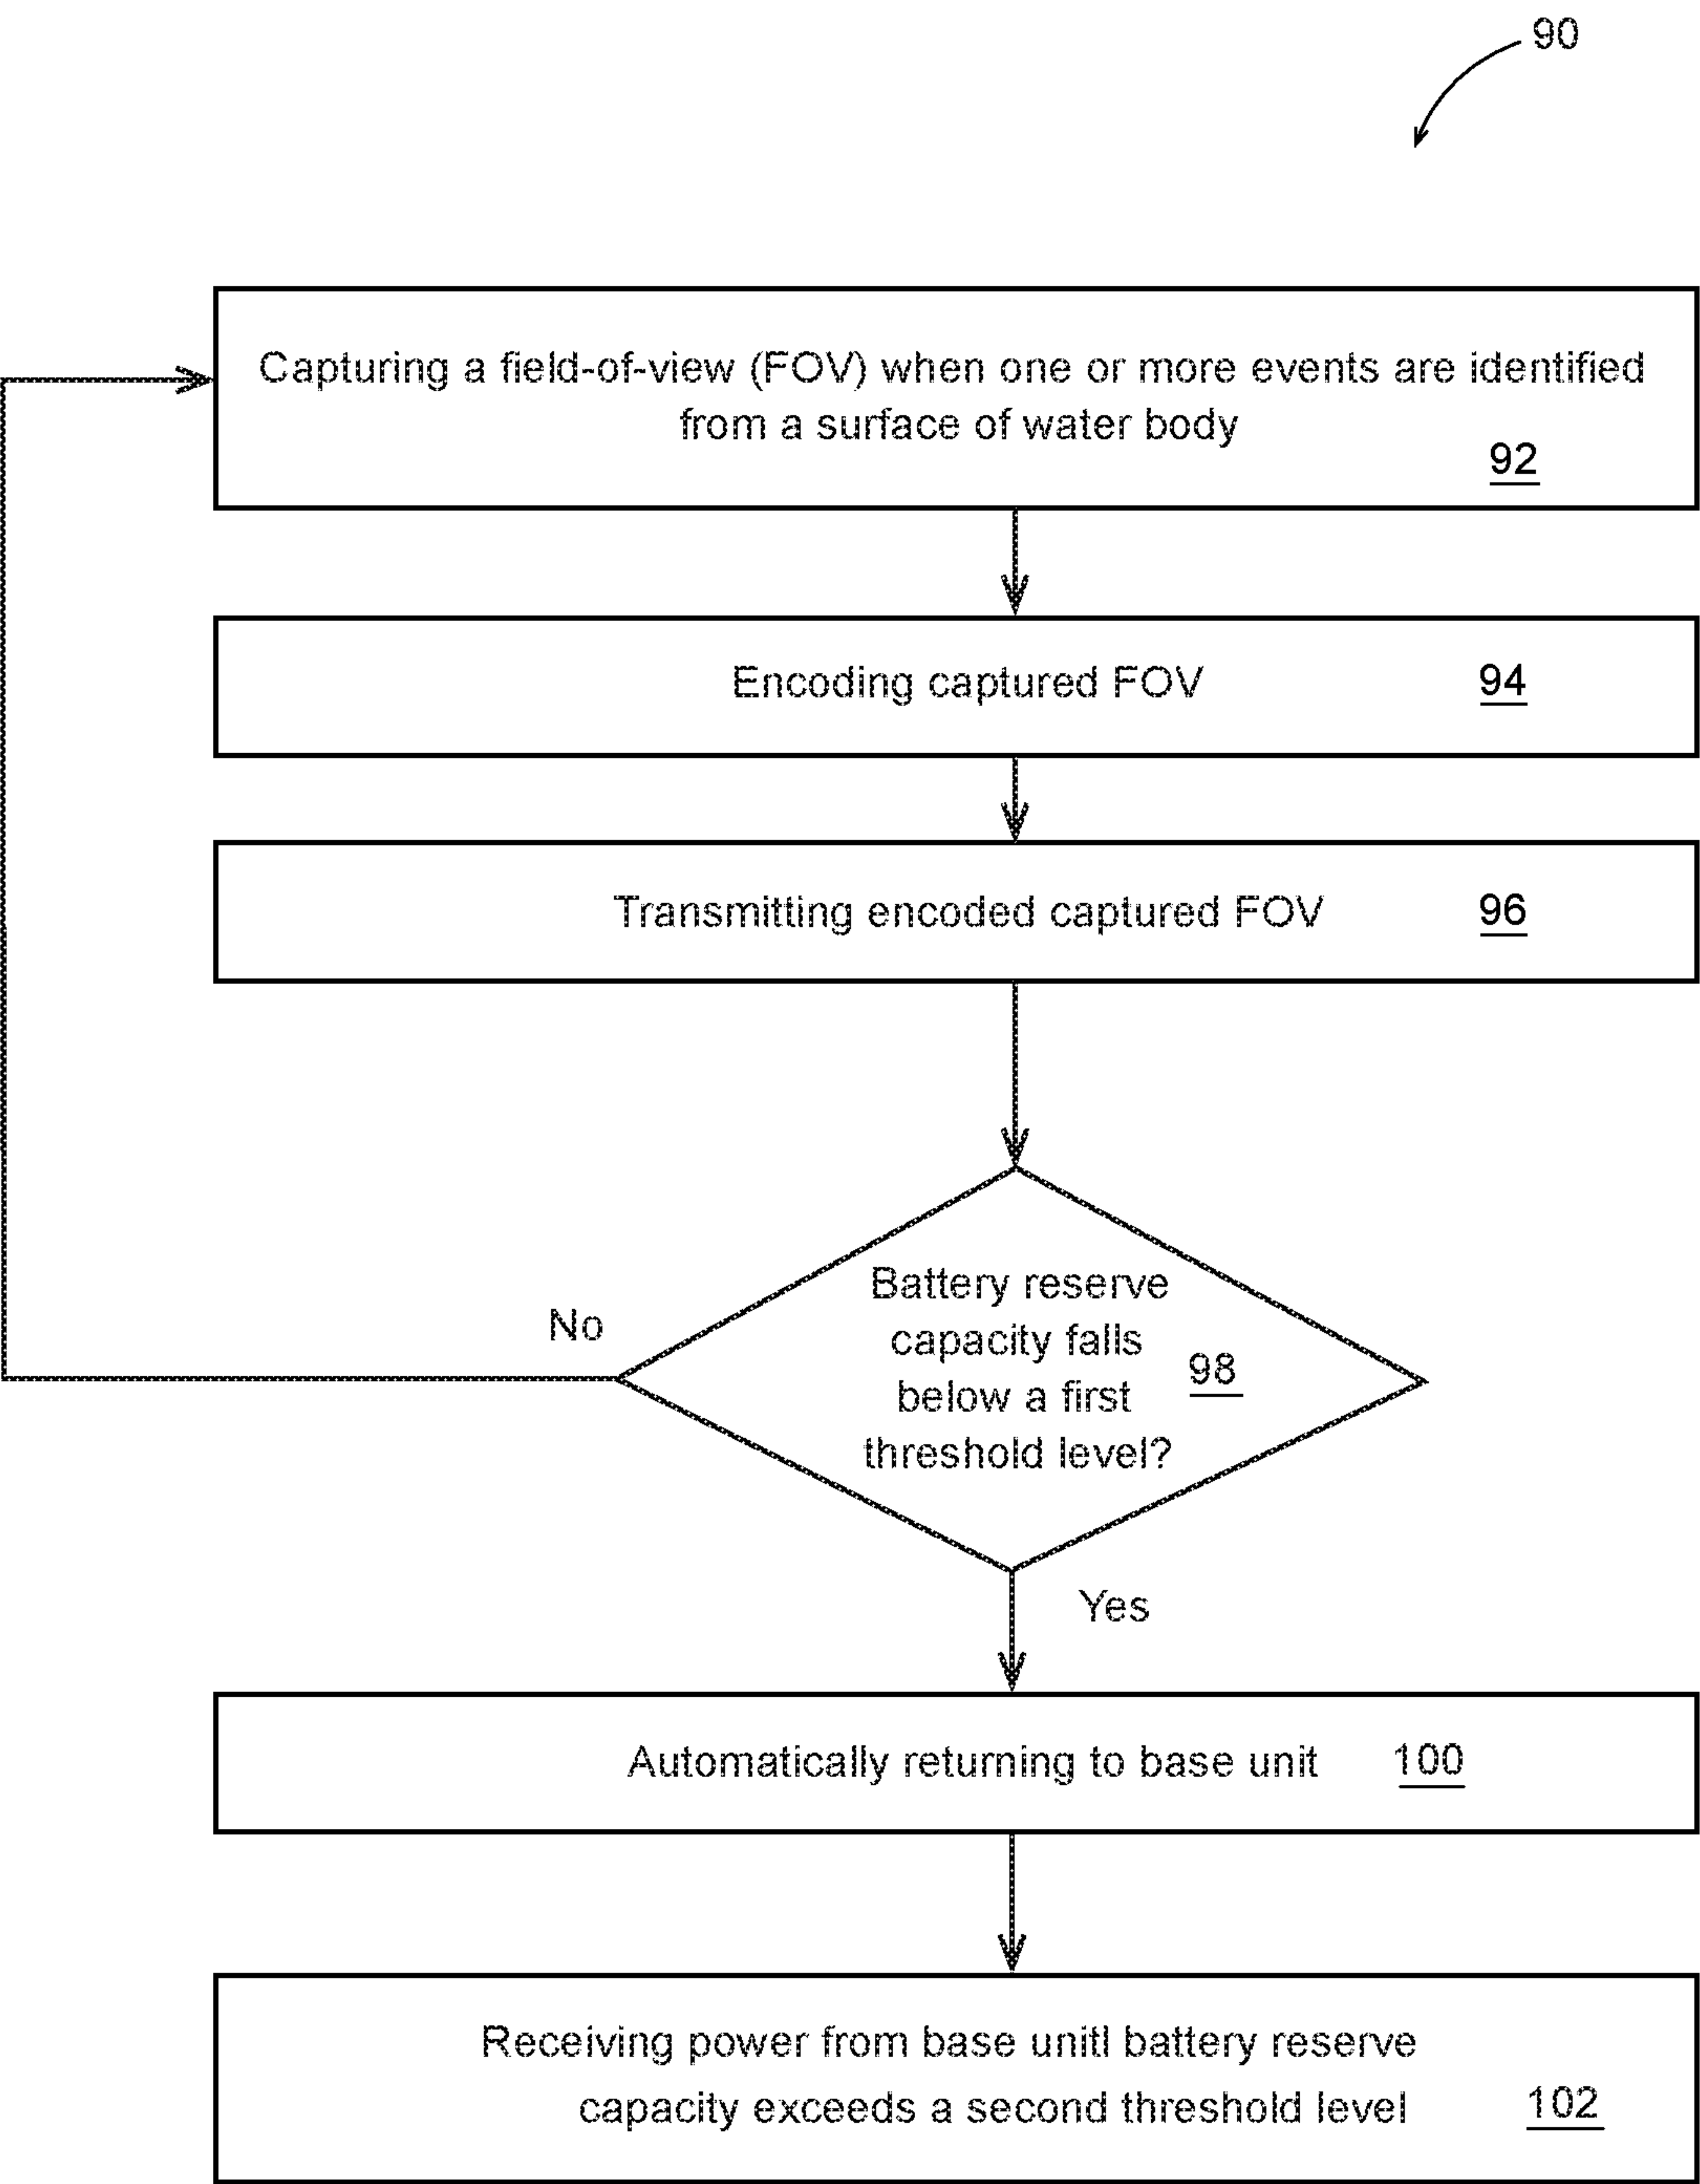 90
Capturing a field-of-view (FOV) when one or more events are identified
from a surface of water body
92
Encoding captured FOV 94
Transmitting encoded captured FOV 96
Battery reserve
capacity falls
below a first
threshold level?
98
No
Yes
Automatically returning to base unit 100
Receiving power from base unitl battery reserve
capacity exceeds a second threshold level 102